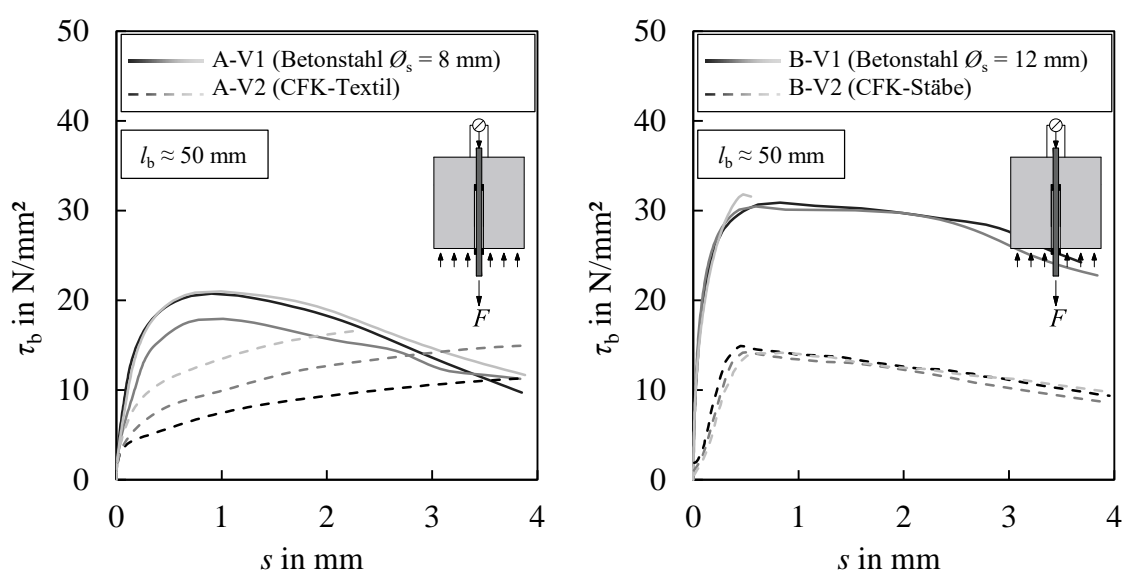 50
40
30
20
10
0
τb in N/mm²
A-V1 (Betonstahl Øs = 8 mm)
A-V2 (CFK-Textil)
lb ≈ 50 mm
F
0 1 2 3 4
s in mm
50
40
30
20
10
0
τb in N/mm²
B-V1 (Betonstahl Øs = 12 mm)
B-V2 (CFK-Stäbe)
lb ≈ 50 mm
F
0 1 2 3 4
s in mm